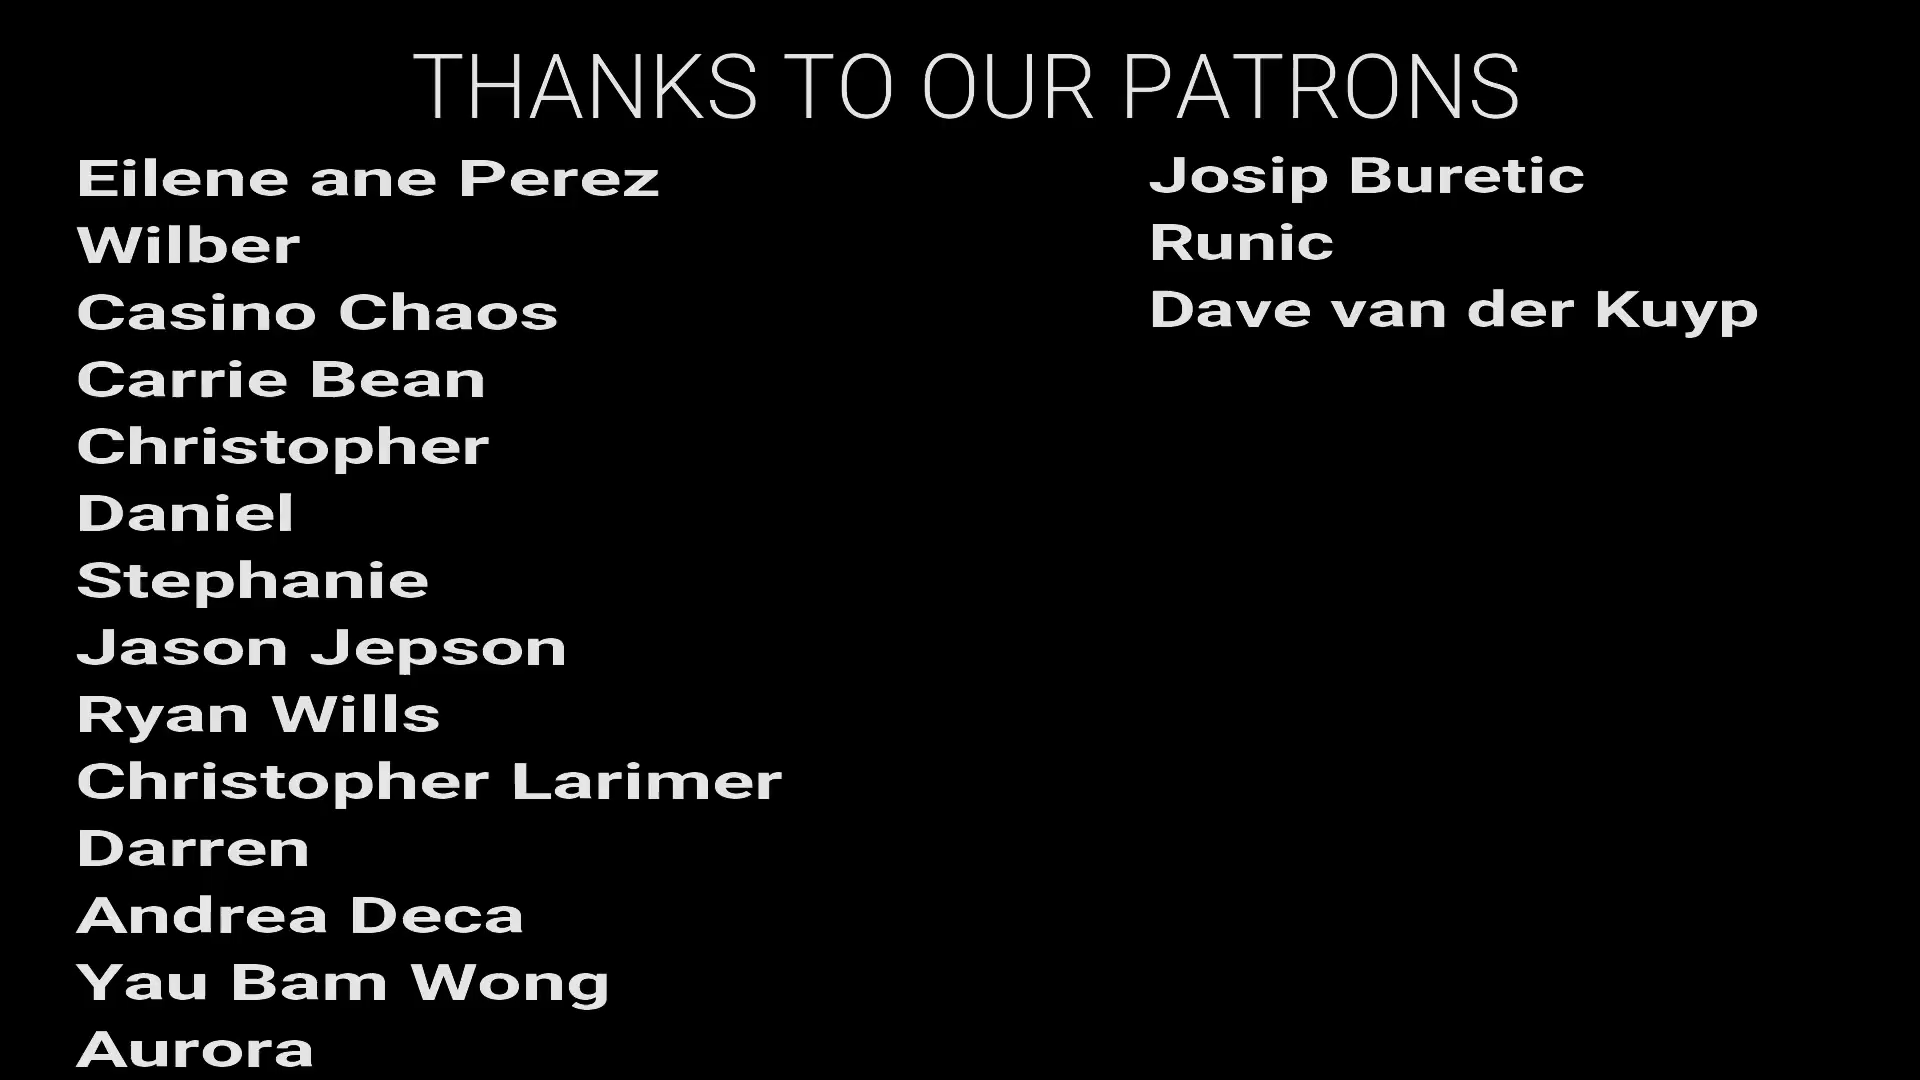 THANKS TO OUR PATRONS
Eilene ane Perez
Wilber
Casino Chaos
Carrie Bean
Christopher
Daniel
Stephanie
Jason Jepson
Ryan Wills
Christopher Larimer
Darren
Andrea Deca
Yau Bam Wong
Aurora
Josip Buretic
Runic
Dave van der Kuyp